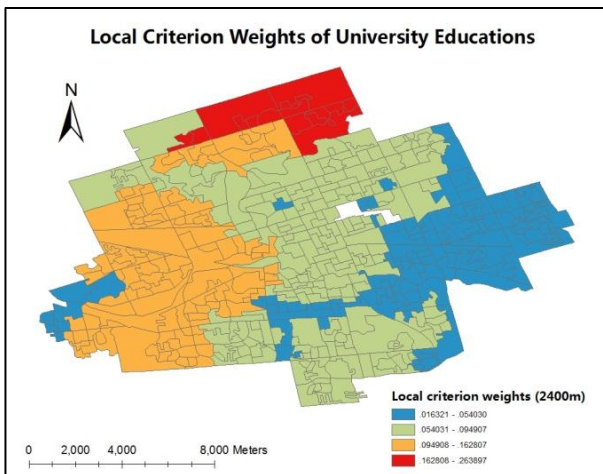 Local Criterion Weights of University Educations
N
Local criterion weights (2400m)
.016321 - .054030
.054031 - .094907
.094908 - .162807
.162808 - .263897
0 2,000 4,000 8,000 Meters